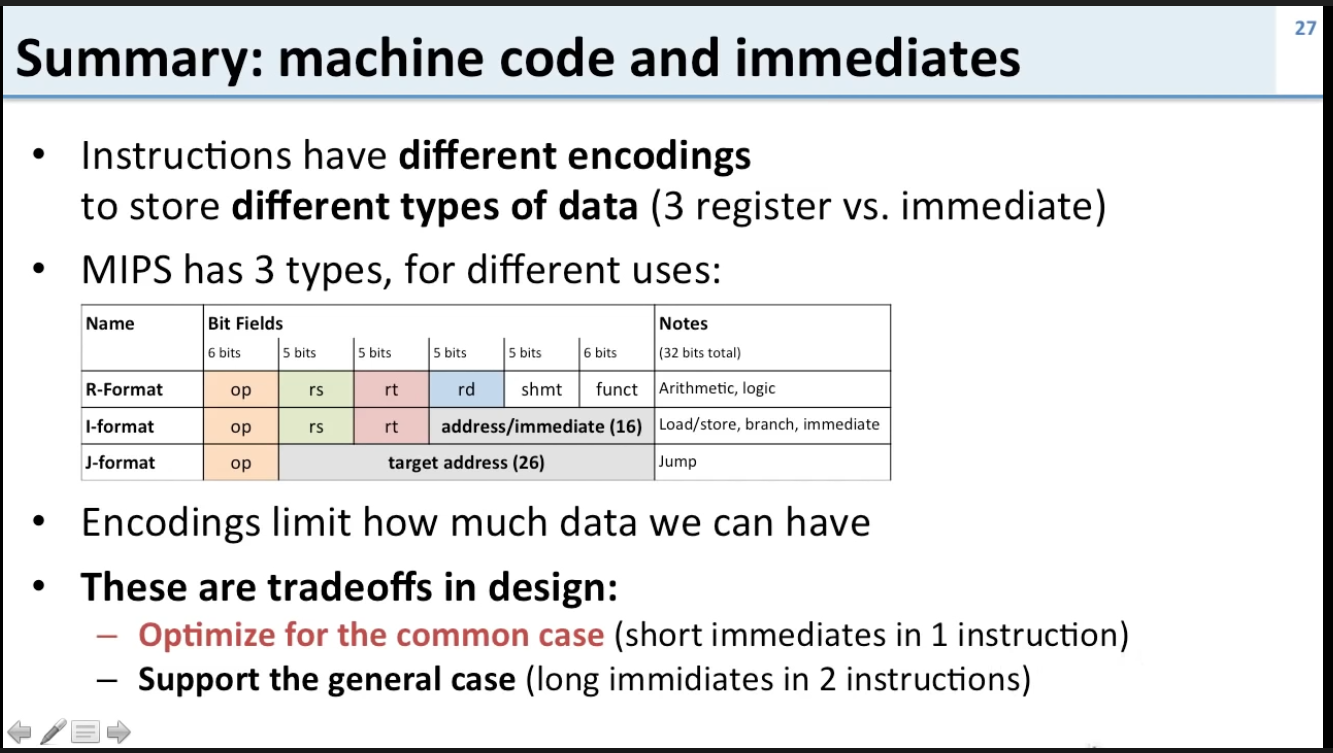 27
Summary: machine code and immediates
• Instructions have different encodings
to store different types of data (3 register vs. immediate)
• MIPS has 3 types, for different uses:
Name Bit Fields Notes
6 bits 5 bits 5 bits 5 bits 5 bits 6 bits (32 bits total)
R-Format op rs rt rd shmt funct Arithmetic, logic
I-format op rs rt address/immediate (16) Load/store, branch, immediate
J-format op target address (26) Jump
• Encodings limit how much data we can have
• These are tradeoffs in design:
– Optimize for the common case (short immediates in 1 instruction)
– Support the general case (long immidiates in 2 instructions)